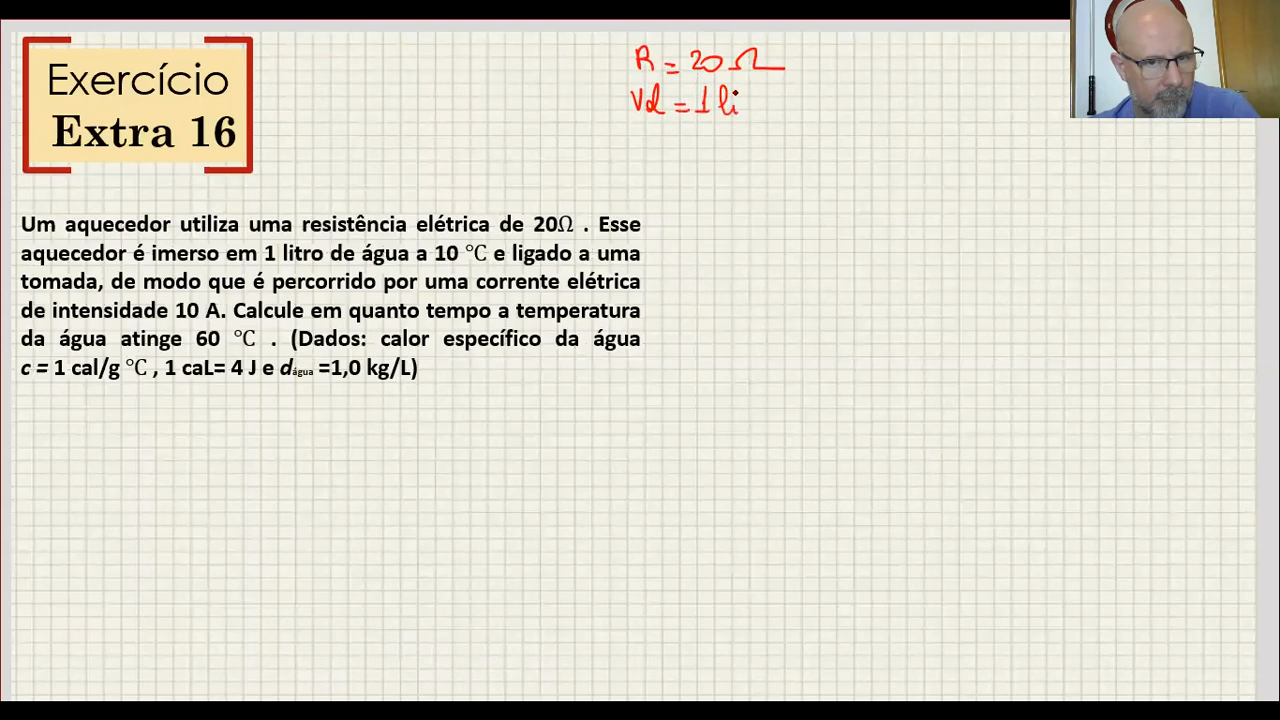 Exercício
Extra 16
R = 20 Ω
Vol = 1 li
Um aquecedor utiliza uma resistência elétrica de 20Ω . Esse
aquecedor é imerso em 1 litro de água a 10 °C e ligado a uma
tomada, de modo que é percorrido por uma corrente elétrica
de intensidade 10 A. Calcule em quanto tempo a temperatura
da água atinge 60 °C . (Dados: calor específico da água
c = 1 cal/g °C , 1 caL= 4 J e dágua =1,0 kg/L)